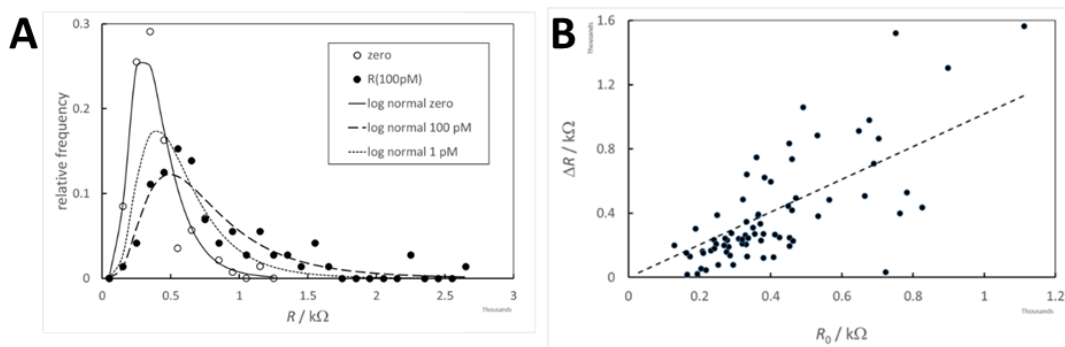 A
relative frequency
0.3
0.2
0.1
0
zero
R(100pM)
log normal zero
log normal 100 pM
log normal 1 pM
0 0.5 1 1.5 2 2.5 3
R / kΩ
Thousands
B
Thousands
ΔR / kΩ
1.6
1.2
0.8
0.4
0
0 0.2 0.4 0.6 0.8 1 1.2
Thousands
R₀ / kΩ